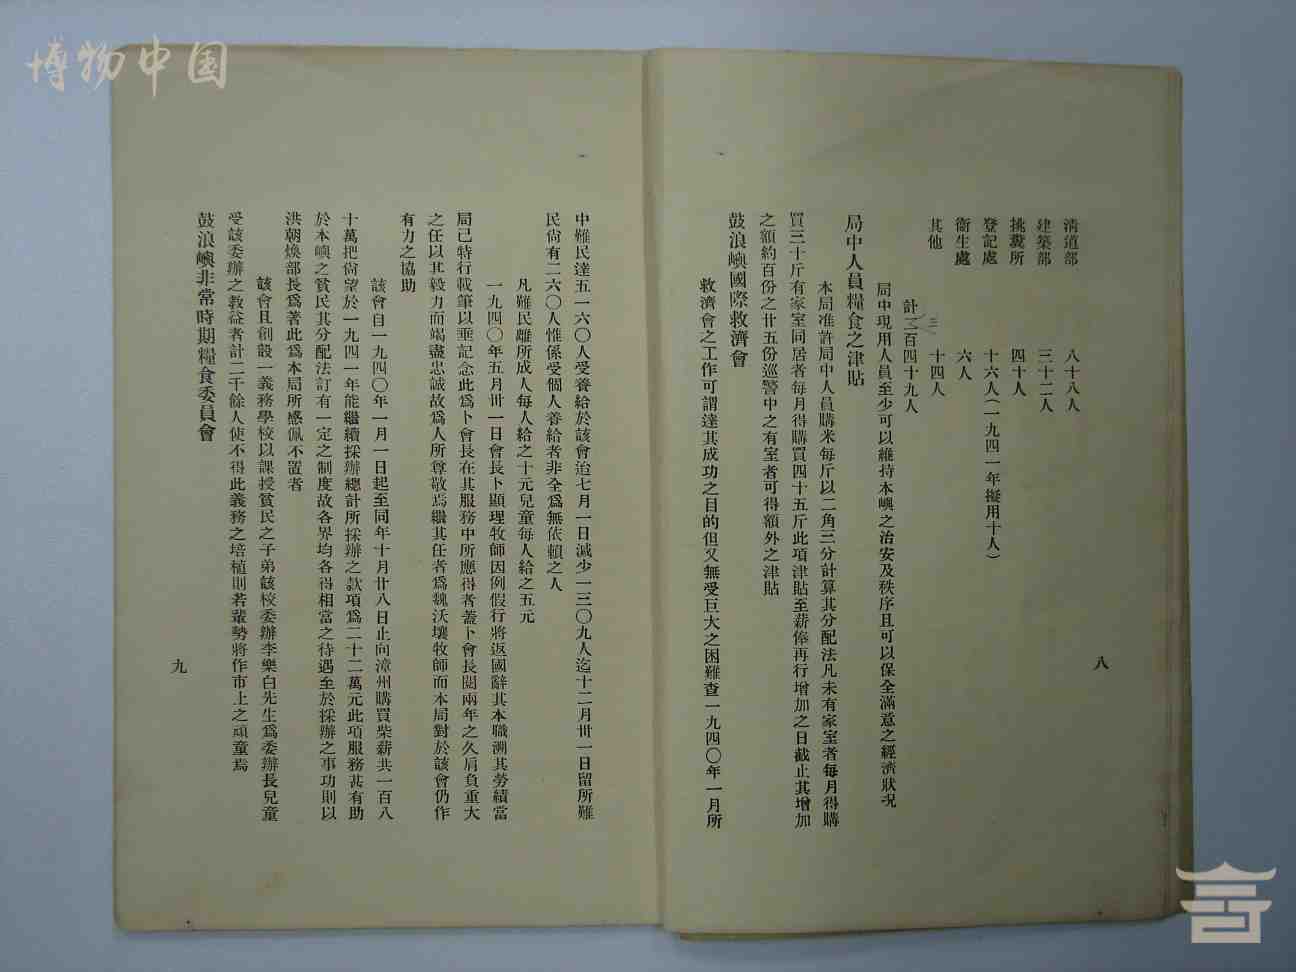 博物中国
八
清道部　八十八人
建築部　三十二人
挑糞所　四十人
登記處　十六人（一九四一年擬用十人）
衞生處　六人
其他　十四人
計二百四十九人
三
局中現用人員至少可以維持本嶼之治安及秩序且可以保全滿意之經濟狀况
局中人員糧食之津貼
本局准許局中人員購米每斤以二角三分計算其分配法凡未有家室者每月得購
買三十斤有家室同居者每月得購買四十五斤此項津貼至薪俸再行增加之日截止其增加
之額約百份之廿五份巡警中之有室者可得額外之津貼
鼓浪嶼國際救濟會
救濟會之工作可謂達其成功之目的但又無受巨大之困難查一九四〇年一月所
中難民達五一六〇人受養給於該會迨七月一日減少一三〇九人迄十二月卅一日留所難
民尙有二六〇人惟係受個人養給者非全爲無依賴之人
凡難民離所成人每人給之十元兒童每人給之五元
一九四〇年五月卅一日會長卜顯理牧師因例假行將返國辭其本職溯其勞績當
局已特行載筆以垂記念此爲卜會長在其服務中所應得者蓋卜會長閱兩年之久肩負重大
之任以其毅力而竭盡忠誠故爲人所尊敬焉繼其任者爲魏沃壤牧師而本局對於該會仍作
有力之協助
該會自一九四〇年一月一日起至同年十月廿八日止向漳州購買柴薪共一百八
十萬把尙望於一九四一年能繼續採辦總計所採辦之款項爲二十二萬元此項服務甚有助
於本嶼之貧民其分配法訂有一定之制度故各界均各得相當之待遇至於採辦之事功則以
洪朝煥部長爲著此爲本局所感佩不置者
該會且創設一義務學校以課授貧民之子弟該校委辦李樂白先生爲委辦長兒童
受該委辦之教益者計二千餘人使不得此義務之培植則若輩勢將作市上之頑童焉
鼓浪嶼非常時期糧食委員會
九